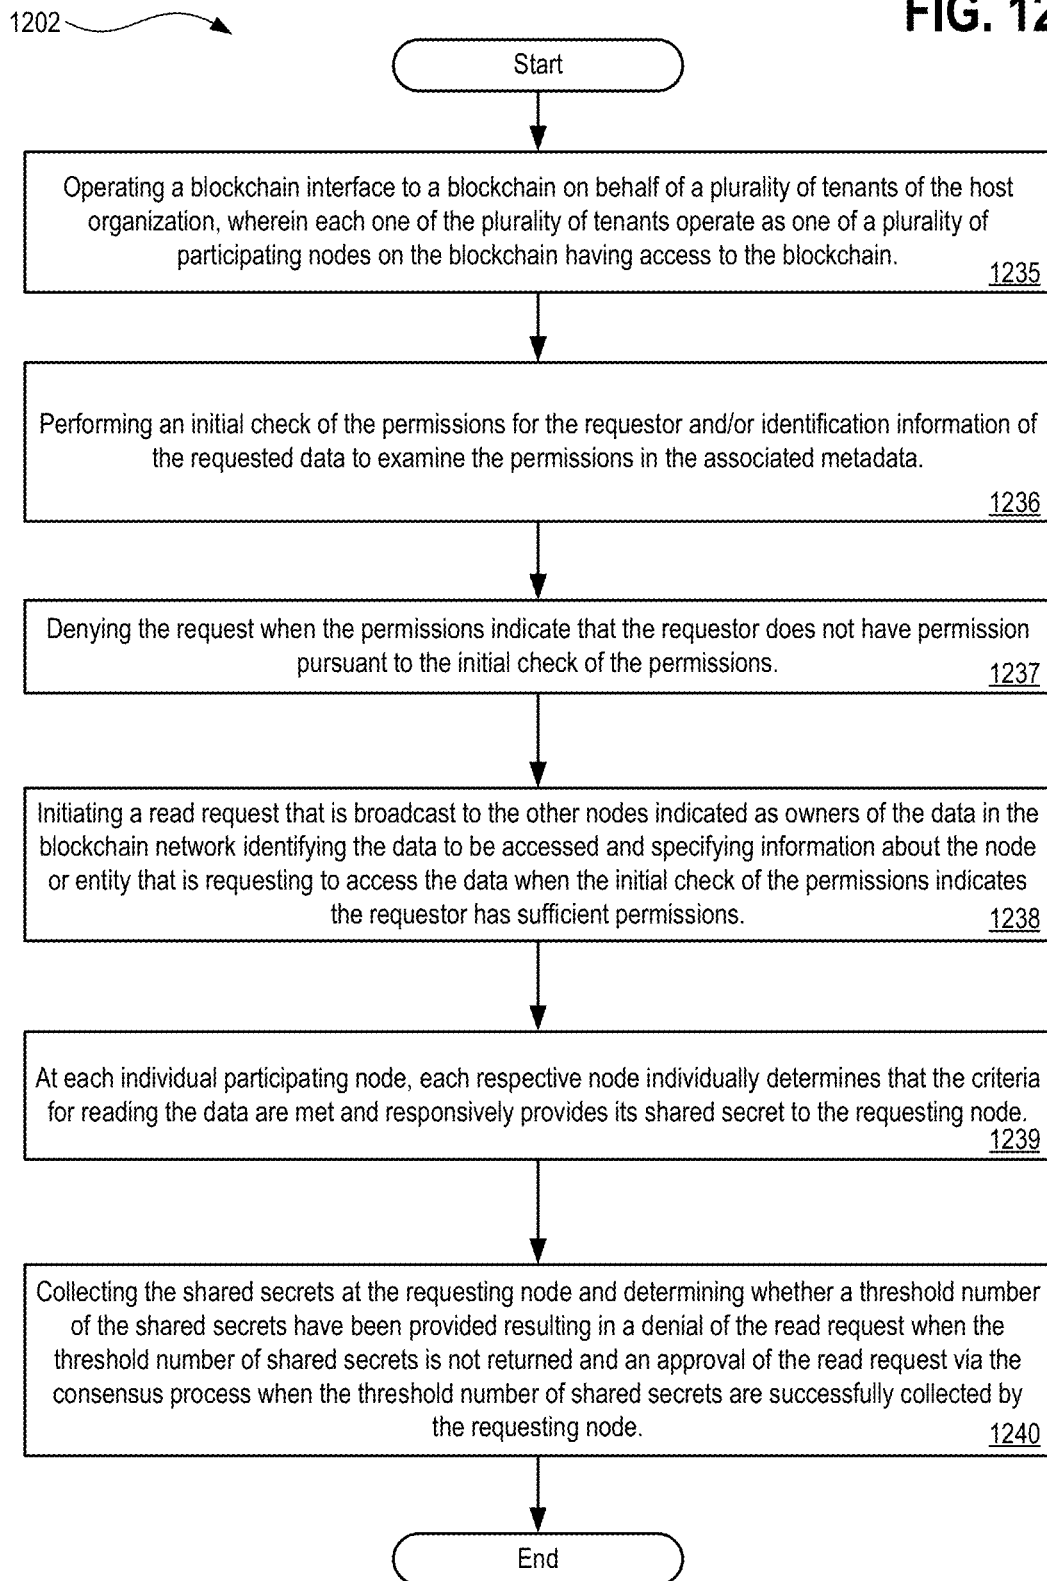 1202
FIG. 12
Start
Operating a blockchain interface to a blockchain on behalf of a plurality of tenants of the host
organization, wherein each one of the plurality of tenants operate as one of a plurality of
participating nodes on the blockchain having access to the blockchain.
1235
Performing an initial check of the permissions for the requestor and/or identification information of
the requested data to examine the permissions in the associated metadata.
1236
Denying the request when the permissions indicate that the requestor does not have permission
pursuant to the initial check of the permissions.
1237
Initiating a read request that is broadcast to the other nodes indicated as owners of the data in the
blockchain network identifying the data to be accessed and specifying information about the node
or entity that is requesting to access the data when the initial check of the permissions indicates
the requestor has sufficient permissions.
1238
At each individual participating node, each respective node individually determines that the criteria
for reading the data are met and responsively provides its shared secret to the requesting node.
1239
Collecting the shared secrets at the requesting node and determining whether a threshold number
of the shared secrets have been provided resulting in a denial of the read request when the
threshold number of shared secrets is not returned and an approval of the read request via the
consensus process when the threshold number of shared secrets are successfully collected by
the requesting node.
1240
End